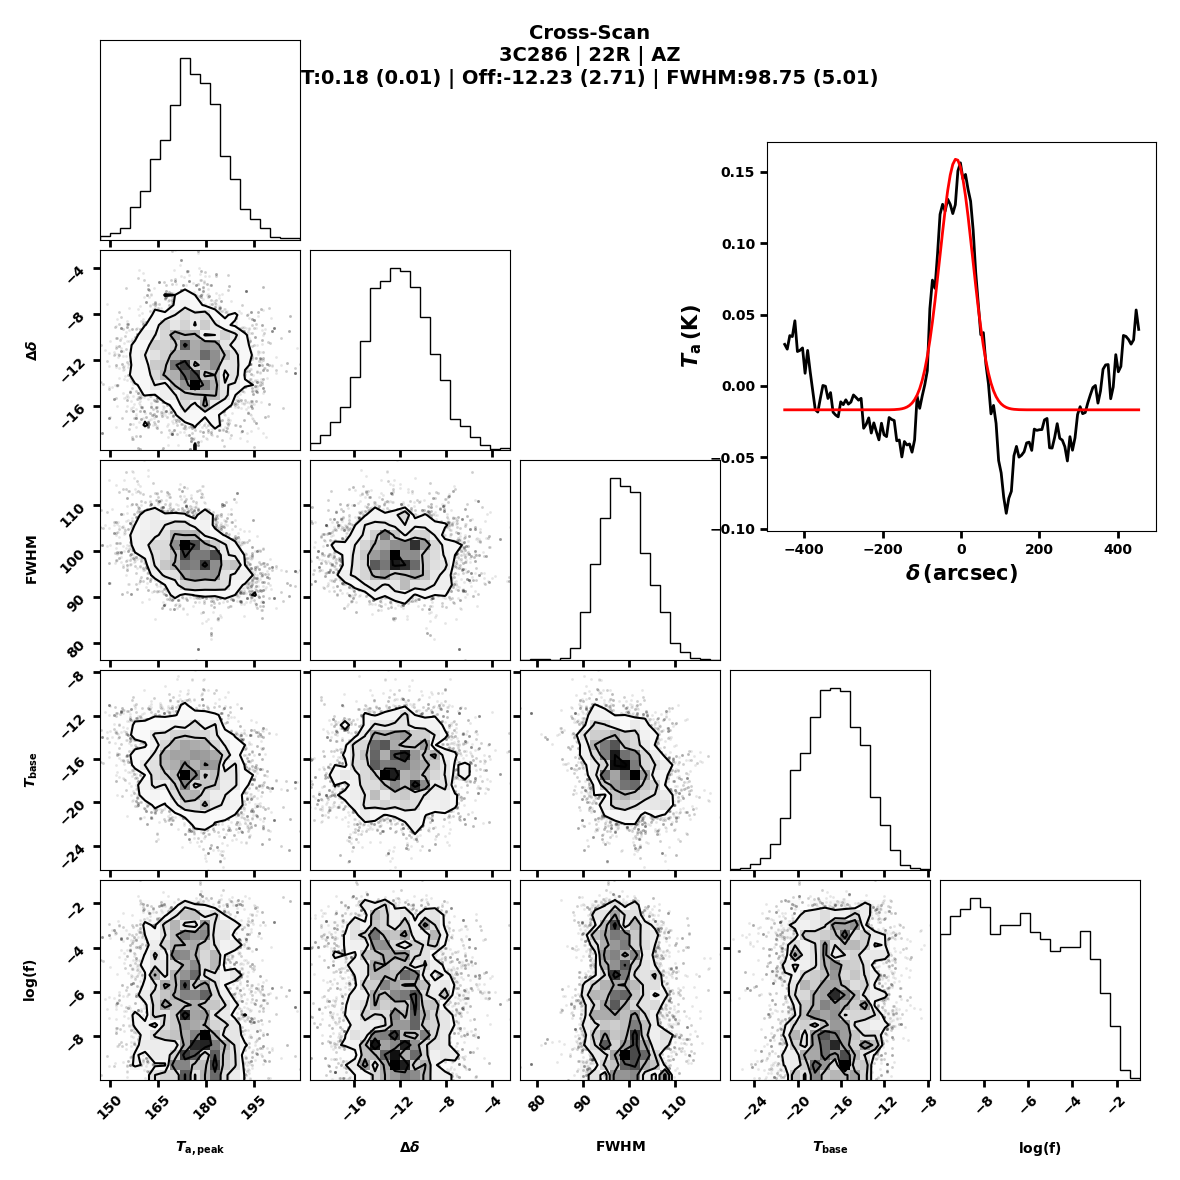 Cross-Scan
3C286 | 22R | AZ
T:0.18 (0.01) | Off:-12.23 (2.71) | FWHM:98.75 (5.01)
0.15
0.10
0.05
0.00
−0.05
−0.10
T_a (K)
−400 −200 0 200 400
δ (arcsec)
−4
−8
−12
−16
Δδ
110
100
90
80
FWHM
−8
−12
−16
−20
−24
T_base
−2
−4
−6
−8
log(f)
150 165 180 195
−16 −12 −8 −4
80 90 100 110
−24 −20 −16 −12 −8
−8 −6 −4 −2
T_a,peak Δδ FWHM T_base log(f)